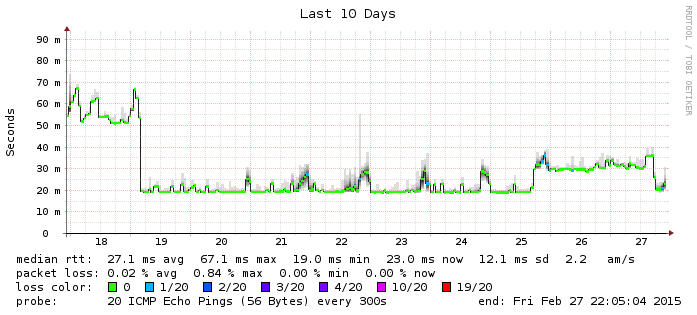 Last 10 Days
RRDTOOL / TOBI OETIKER
Seconds
90 m
80 m
70 m
60 m
50 m
40 m
30 m
20 m
10 m
0
18 19 20 21 22 23 24 25 26 27
median rtt: 27.1 ms avg 67.1 ms max 19.0 ms min 23.0 ms now 12.1 ms sd 2.2 am/s
packet loss: 0.02 % avg 0.84 % max 0.00 % min 0.00 % now
loss color: 0 1/20 2/20 3/20 4/20 10/20 19/20
probe: 20 ICMP Echo Pings (56 Bytes) every 300s end: Fri Feb 27 22:05:04 2015